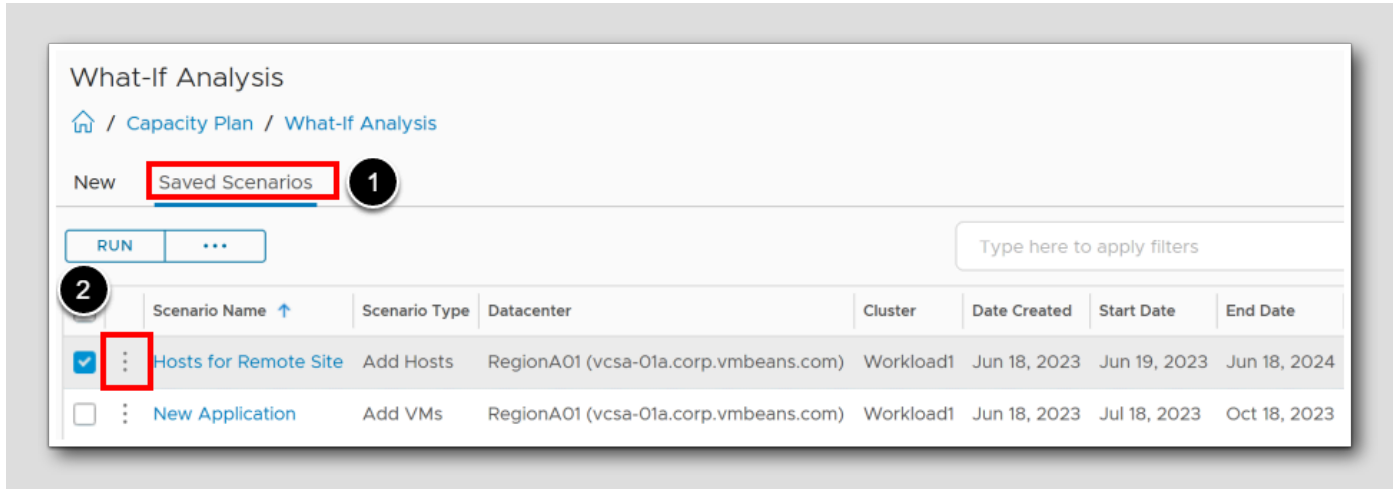 What-If Analysis
/ Capacity Plan / What-If Analysis
New Saved Scenarios 1
RUN ... Type here to apply filters
2
Scenario Name ↑ Scenario Type Datacenter Cluster Date Created Start Date End Date
Hosts for Remote Site Add Hosts RegionA01 (vcsa-01a.corp.vmbeans.com) Workload1 Jun 18, 2023 Jun 19, 2023 Jun 18, 2024
New Application Add VMs RegionA01 (vcsa-01a.corp.vmbeans.com) Workload1 Jun 18, 2023 Jul 18, 2023 Oct 18, 2023